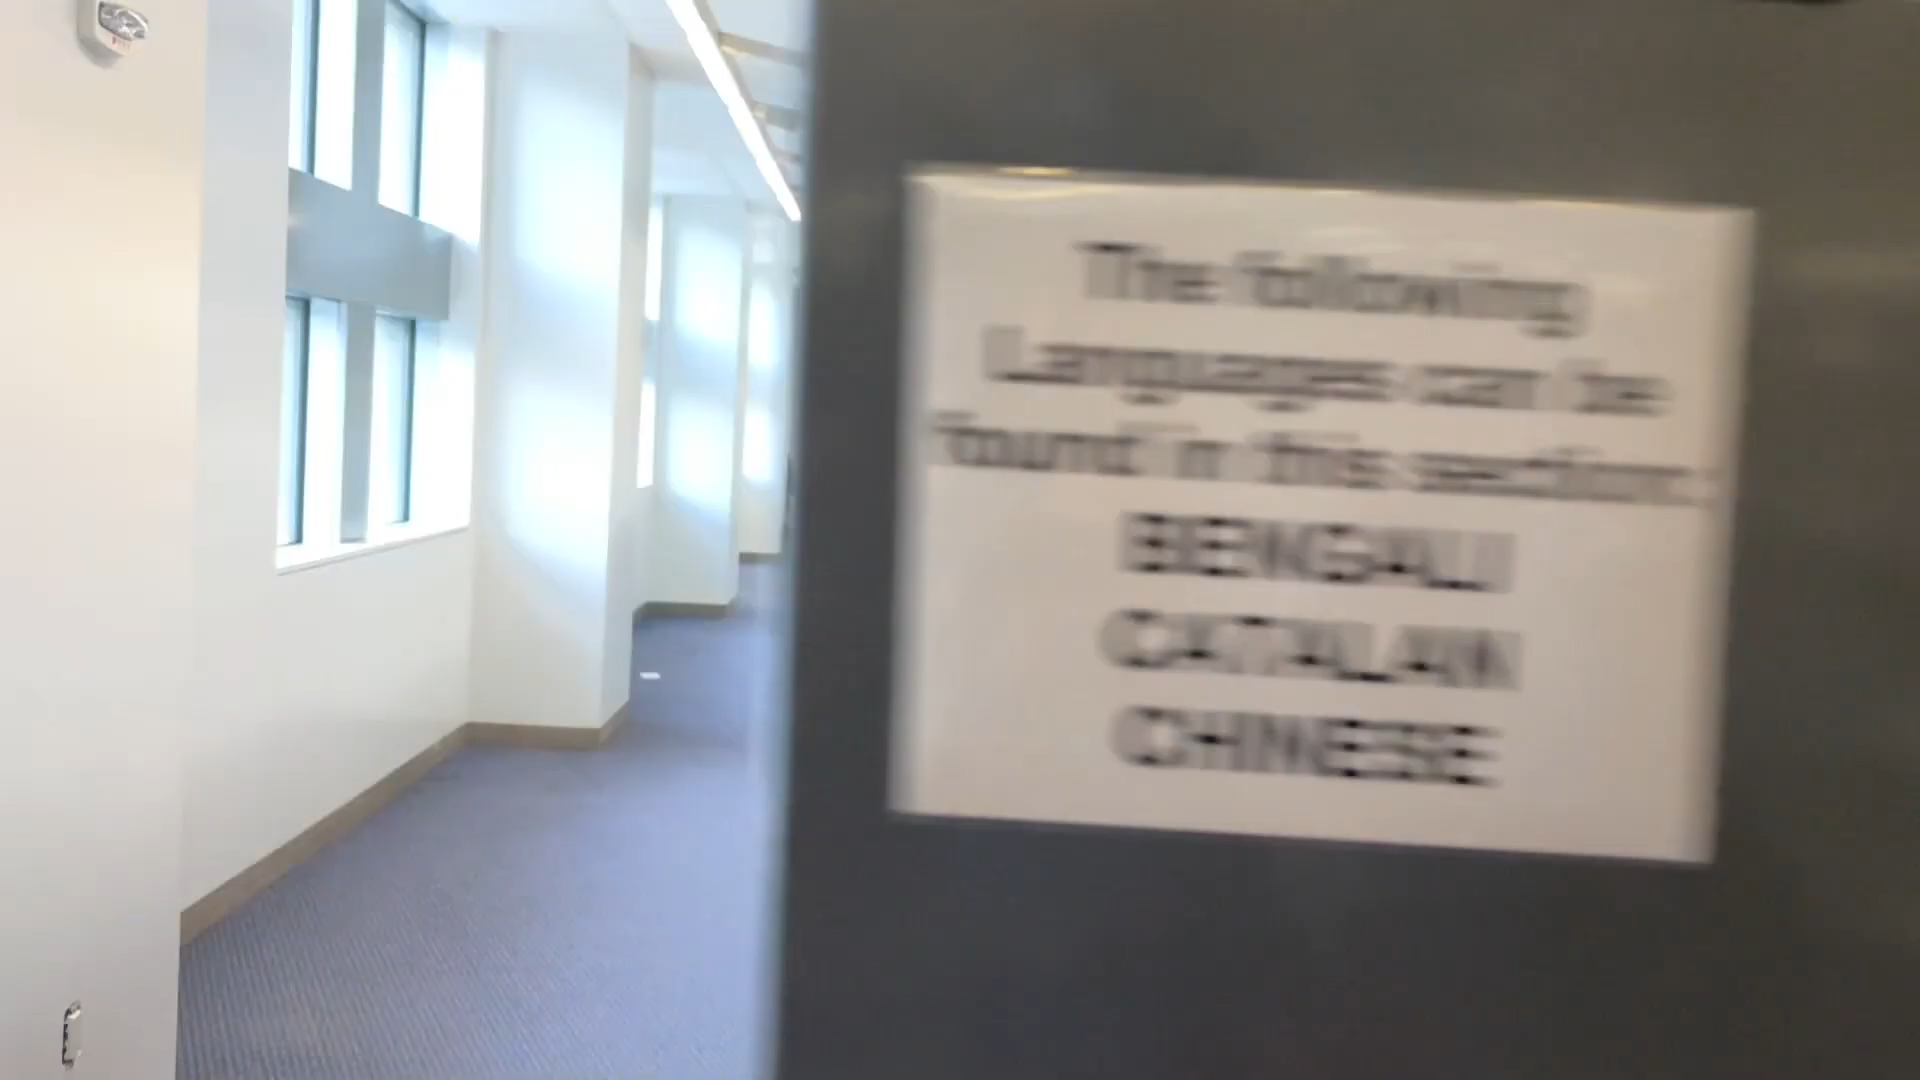 The following
Languages can be
found in this section:
BENGALI
CATALAN
CHINESE